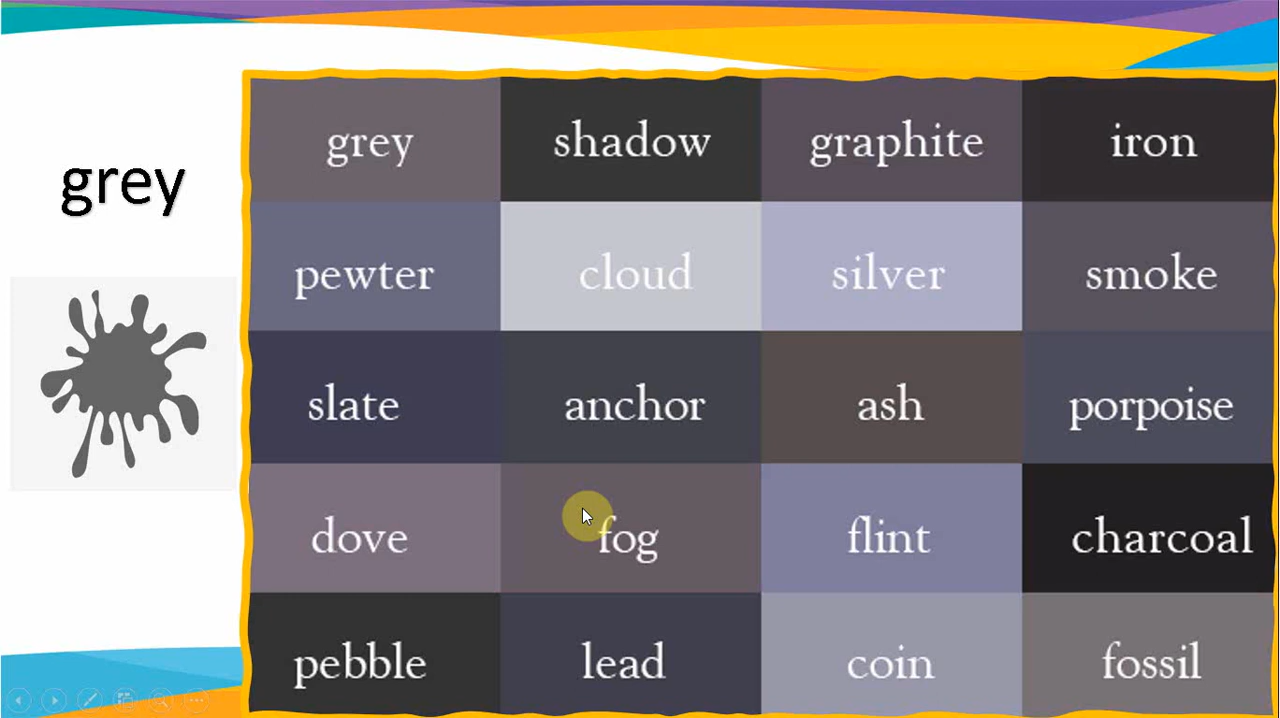 grey
grey shadow graphite iron
pewter cloud silver smoke
slate anchor ash porpoise
dove fog flint charcoal
pebble lead coin fossil